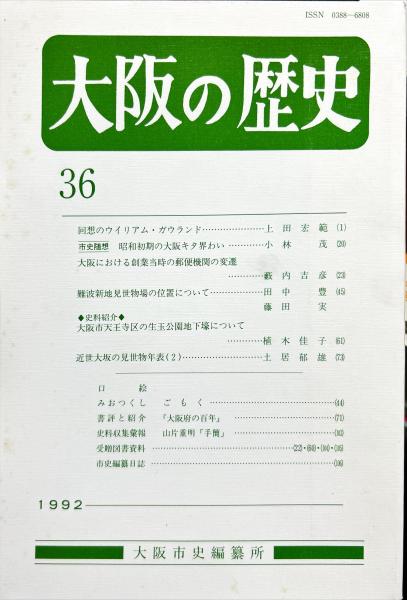 ISSN 0388-6808
大阪の歴史
36
回想のウイリアム・ガウランド…………………上田宏範 (1)
市史随想 昭和初期の大阪キタ界わい…………小林茂 (20)
大阪における創業当時の郵便機関の変遷
…………藪内吉彦 (23)
難波新地見世物場の位置について……………田中豊 (45)
藤田実
◆史料紹介◆
大阪市天王寺区の生玉公園地下壕について
…………植木佳子 (61)
近世大坂の見世物年表(2)……………………土居郁雄 (73)
口絵
みおつくし ごもく……………………………(44)
書評と紹介 『大阪府の百年』……………………(71)
史料収集彙報 山片重明「手簡」
受贈図書資料
市史編纂日誌
1992
大阪市史編纂所